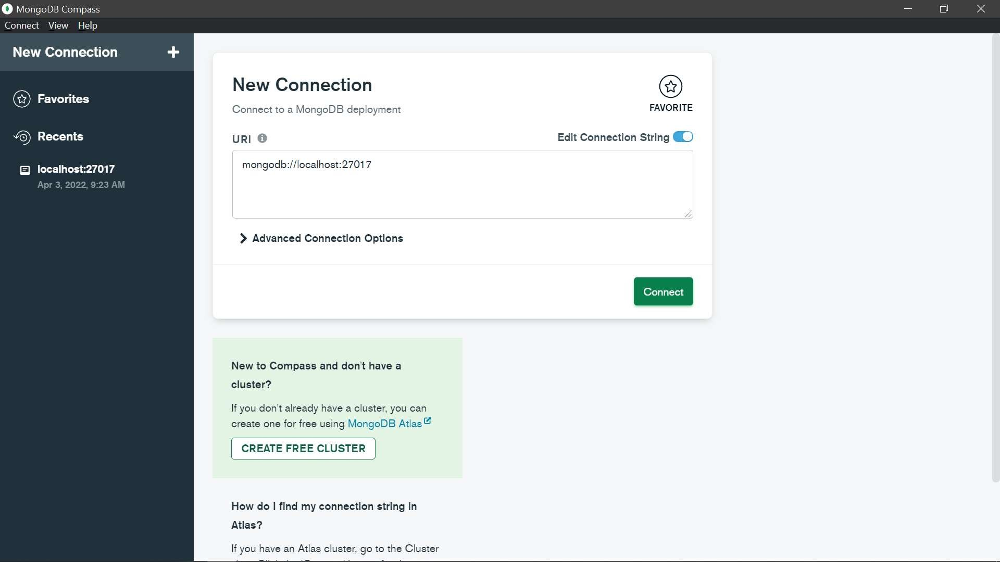 MongoDB Compass
Connect View Help
New Connection
Favorites
Recents
localhost:27017
Apr 3, 2022, 9:23 AM
New Connection
Connect to a MongoDB deployment
FAVORITE
URI
Edit Connection String
mongodb://localhost:27017
Advanced Connection Options
Connect
New to Compass and don't have a
cluster?
If you don't already have a cluster, you can
create one for free using MongoDB Atlas
CREATE FREE CLUSTER
How do I find my connection string in
Atlas?
If you have an Atlas cluster, go to the Cluster